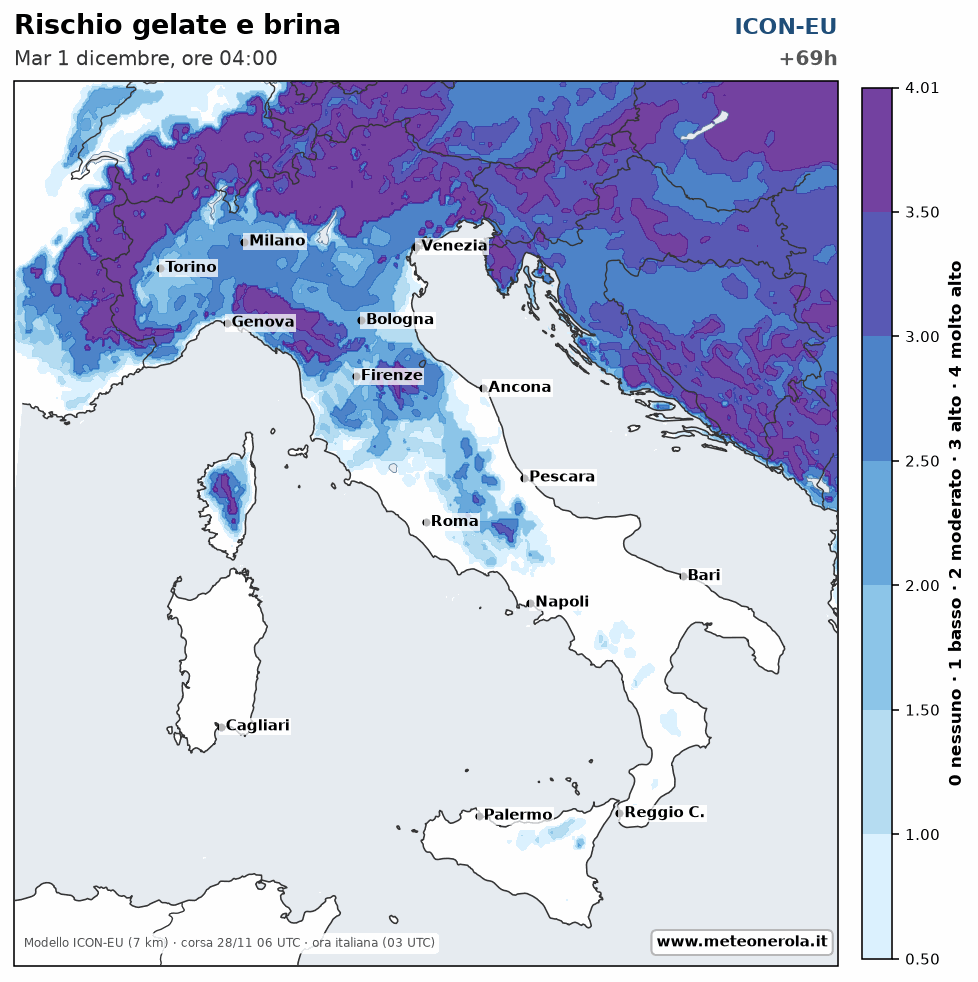 Rischio gelate e brina
ICON-EU
Mar 1 dicembre, ore 04:00
+69h
4.01
3.50
3.00
2.50
2.00
1.50
1.00
0.50
0 nessuno · 1 basso · 2 moderato · 3 alto · 4 molto alto
Milano
Venezia
Torino
Genova
Bologna
Firenze
Ancona
Pescara
Roma
Bari
Napoli
Cagliari
Palermo
Reggio C.
Modello ICON-EU (7 km) · corsa 28/11 06 UTC · ora italiana (03 UTC)
www.meteonerola.it